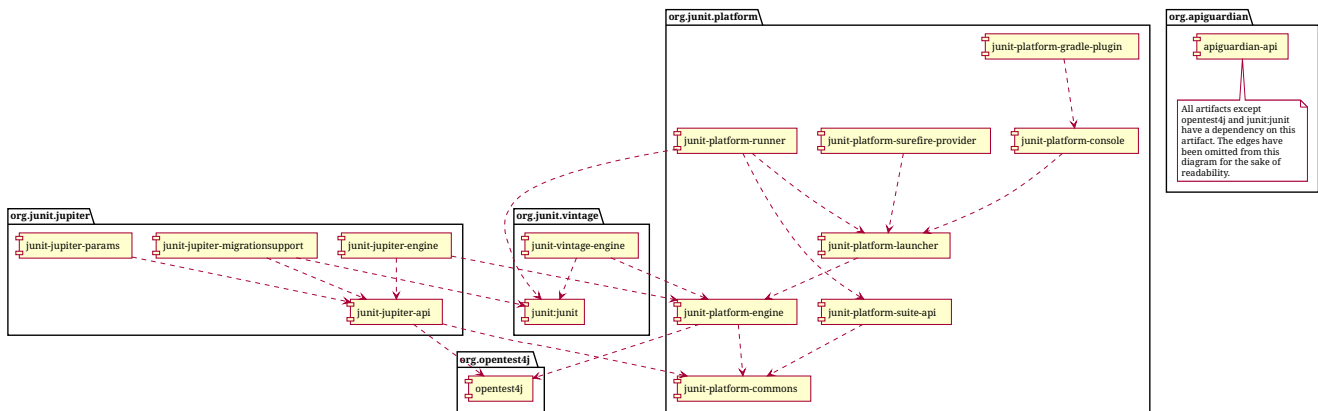 org.junit.platform
org.apiguardian
junit-platform-gradle-plugin
apiguardian-api
All artifacts except
opentest4j and junit:junit
have a dependency on this
artifact. The edges have
been omitted from this
diagram for the sake of
readability.
junit-platform-runner
junit-platform-surefire-provider
junit-platform-console
org.junit.jupiter
org.junit.vintage
junit-jupiter-params
junit-jupiter-migrationsupport
junit-jupiter-engine
junit-vintage-engine
junit-platform-launcher
junit-jupiter-api
junit:junit
junit-platform-engine
junit-platform-suite-api
org.opentest4j
opentest4j
junit-platform-commons